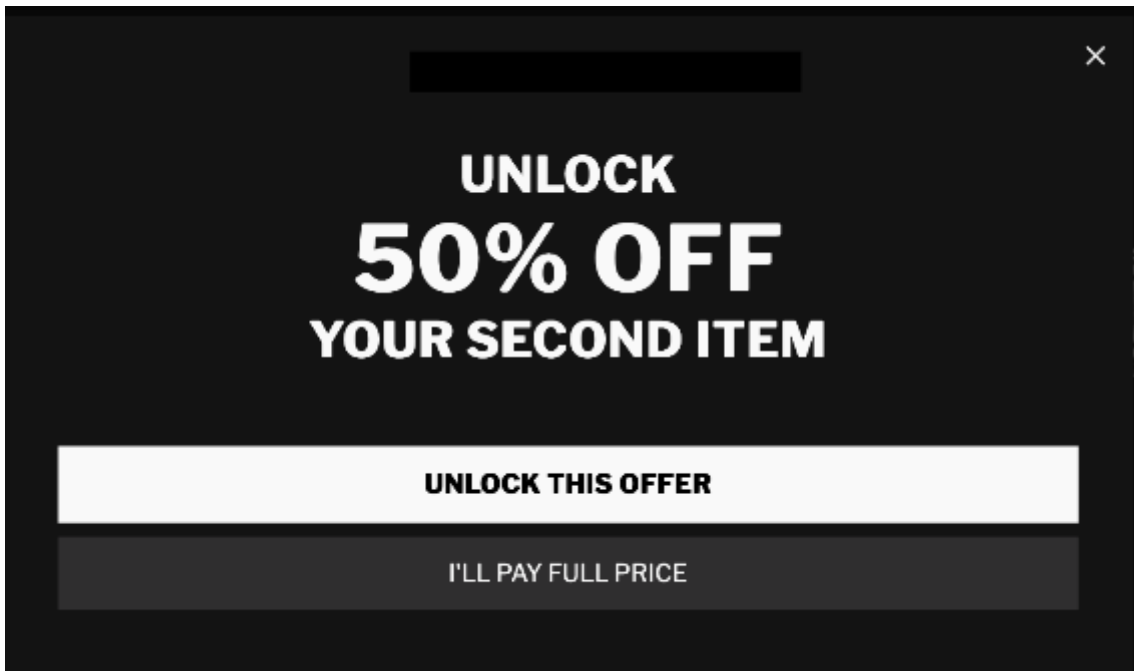 UNLOCK
50% OFF
YOUR SECOND ITEM
UNLOCK THIS OFFER
I'LL PAY FULL PRICE